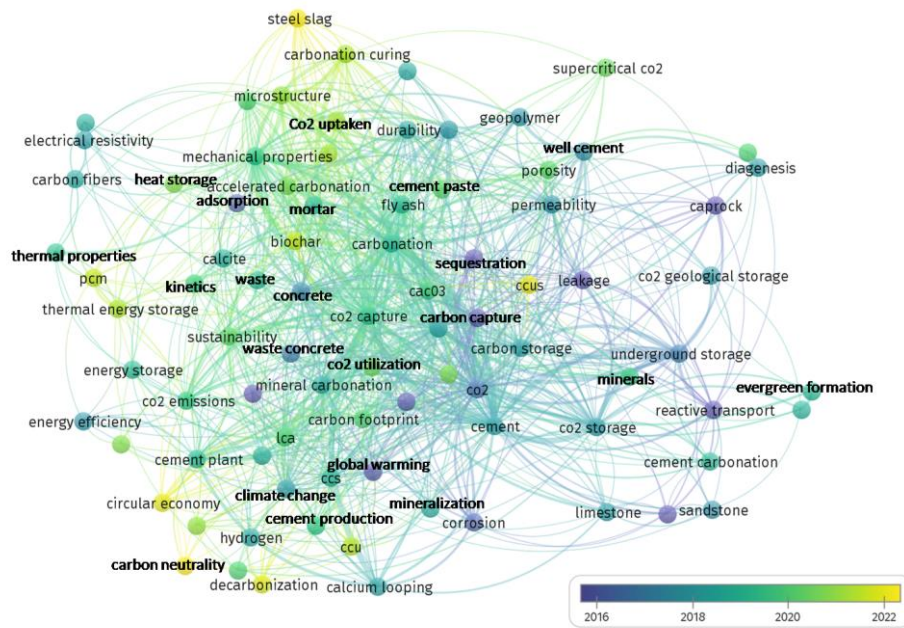 steel slag
carbonation curing
supercritical co2
microstructure
Co2 uptaken
durability
geopolymer
electrical resistivity
well cement
mechanical properties
porosity
diagenesis
carbon fibers
heat storage
accelerated carbonation
cement paste
adsorption
mortar
fly ash
permeability
caprock
biochar
carbonation
thermal properties
calcite
sequestration
pcm
kinetics
waste
concrete
cac03
ccus
leakage
co2 geological storage
thermal energy storage
co2 capture
carbon capture
sustainability
waste concrete
carbon storage
underground storage
energy storage
co2 utilization
mineral carbonation
co2
minerals
evergreen formation
co2 emissions
energy efficiency
carbon footprint
cement
co2 storage
reactive transport
lca
cement plant
global warming
cement carbonation
ccs
climate change
circular economy
mineralization
cement production
corrosion
limestone
sandstone
hydrogen
ccu
carbon neutrality
decarbonization
calcium looping
2016 2018 2020 2022